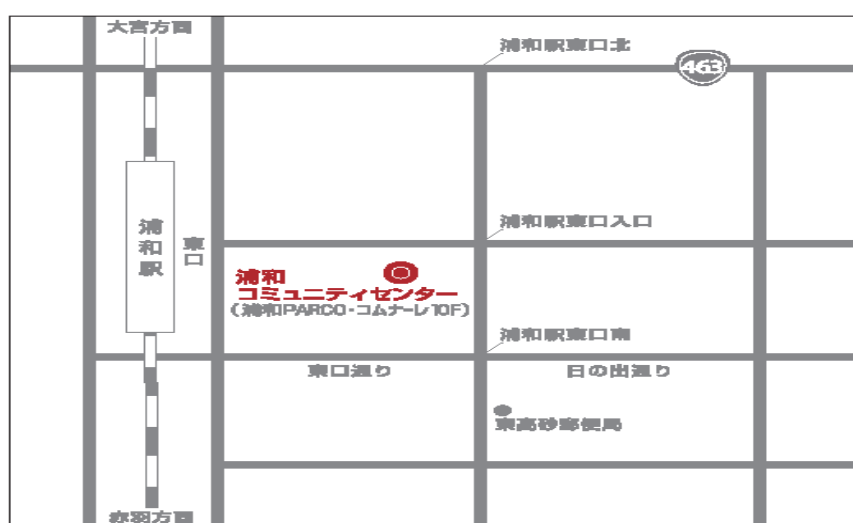 大宮方面
浦和駅東口北
463
浦和駅東口入口
浦和駅
東口
浦和
コミュニティセンター
(浦和PARCO・コムナーレ10F)
浦和駅東口南
東口通り
日の出通り
東高砂郵便局
赤羽方面